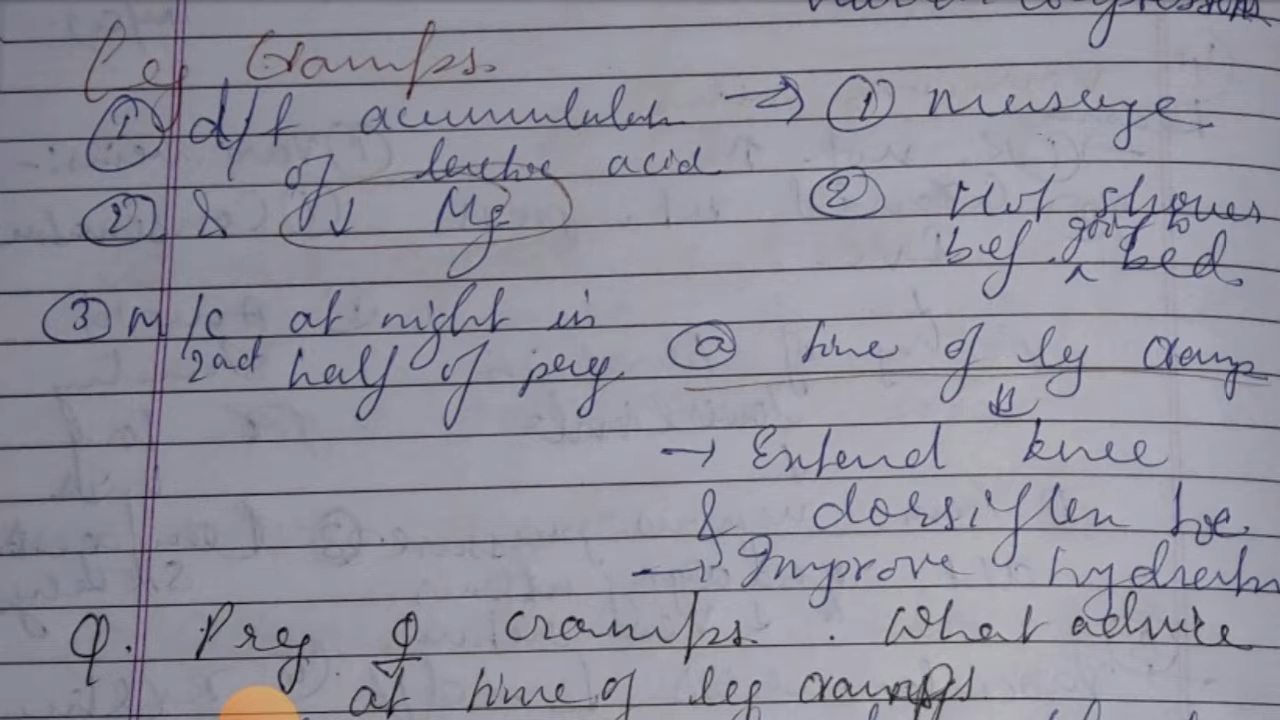 Leg Cramps.
① d/t accumulation → ① Message
of lactic acid
② & ↓ Mg ② Hot shower
bef. going to bed
③ M/C at night in
2nd half of preg @ time of leg cramp
→ Extend knee
& dorsiflex toe.
→ Improve hydration
Q. Preg ♀ cramps. What advice
at time of leg cramps